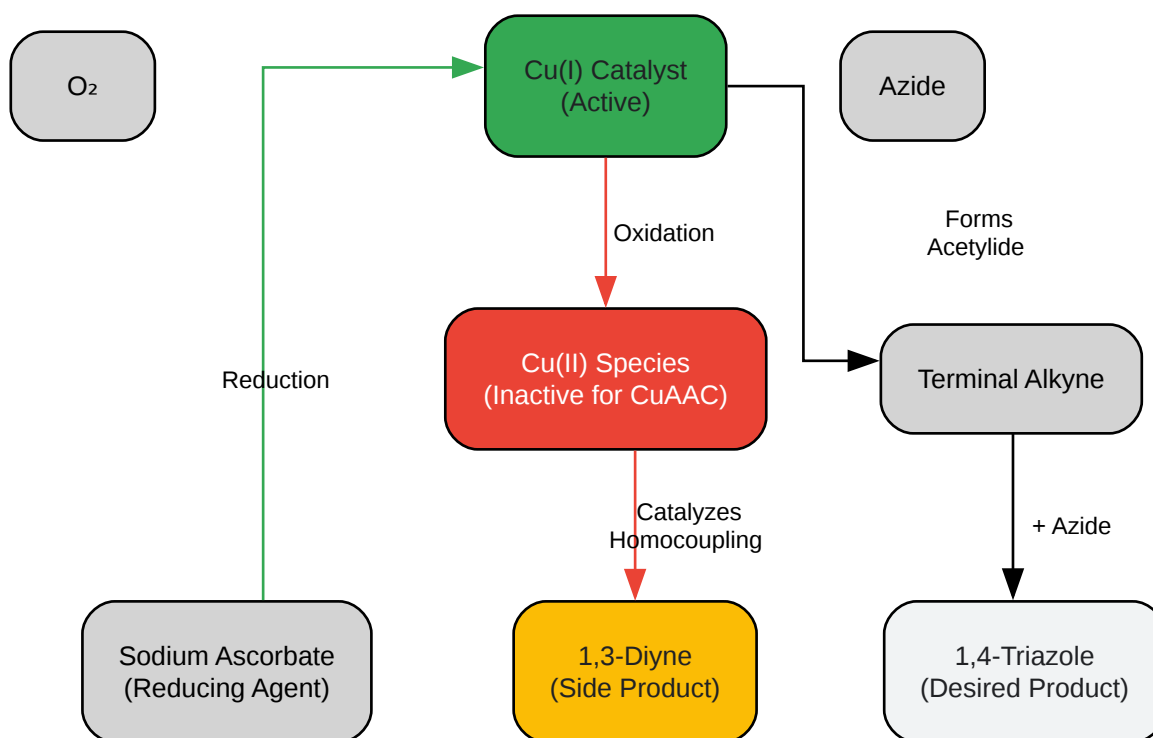 O₂
Cu(I) Catalyst
(Active)
Azide
Forms
Acetylide
Oxidation
Reduction
Cu(II) Species
(Inactive for CuAAC)
Terminal Alkyne
Catalyzes
Homocoupling
+ Azide
Sodium Ascorbate
(Reducing Agent)
1,3-Diyne
(Side Product)
1,4-Triazole
(Desired Product)